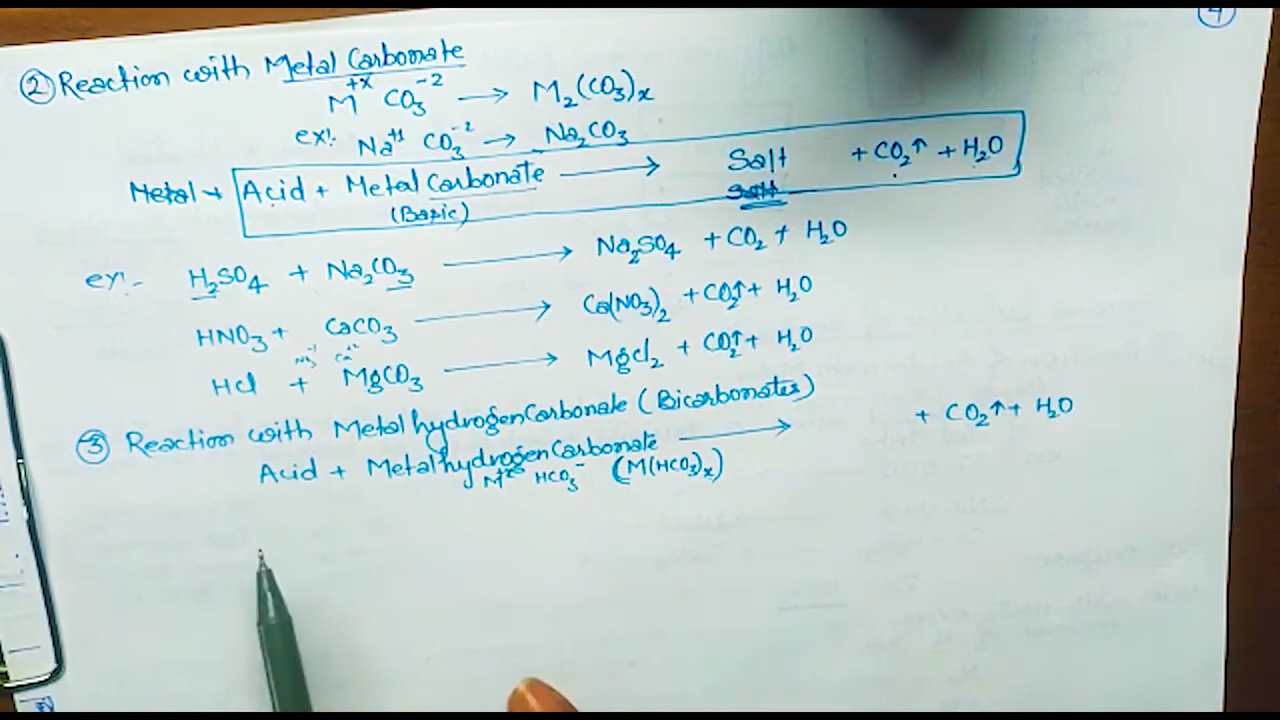 4
② Reaction with Metal Carbonate
M⁺ˣ CO₃⁻² → M₂(CO₃)ₓ
ex:- Na⁺¹ CO₃⁻² → Na₂CO₃
Metal + Acid + Metal Carbonate → Salt + CO₂↑ + H₂O
(Basic) Salt
ex:- H₂SO₄ + Na₂CO₃ → Na₂SO₄ + CO₂ + H₂O
HNO₃ + CaCO₃ → Ca(NO₃)₂ + CO₂↑ + H₂O
HCl + MgCO₃ → MgCl₂ + CO₂↑ + H₂O
③ Reaction with Metal hydrogen Carbonate (Bicarbonates)
Acid + Metal hydrogen Carbonate → + CO₂↑ + H₂O
M⁺ˣ HCO₃⁻ (M(HCO₃)ₓ)